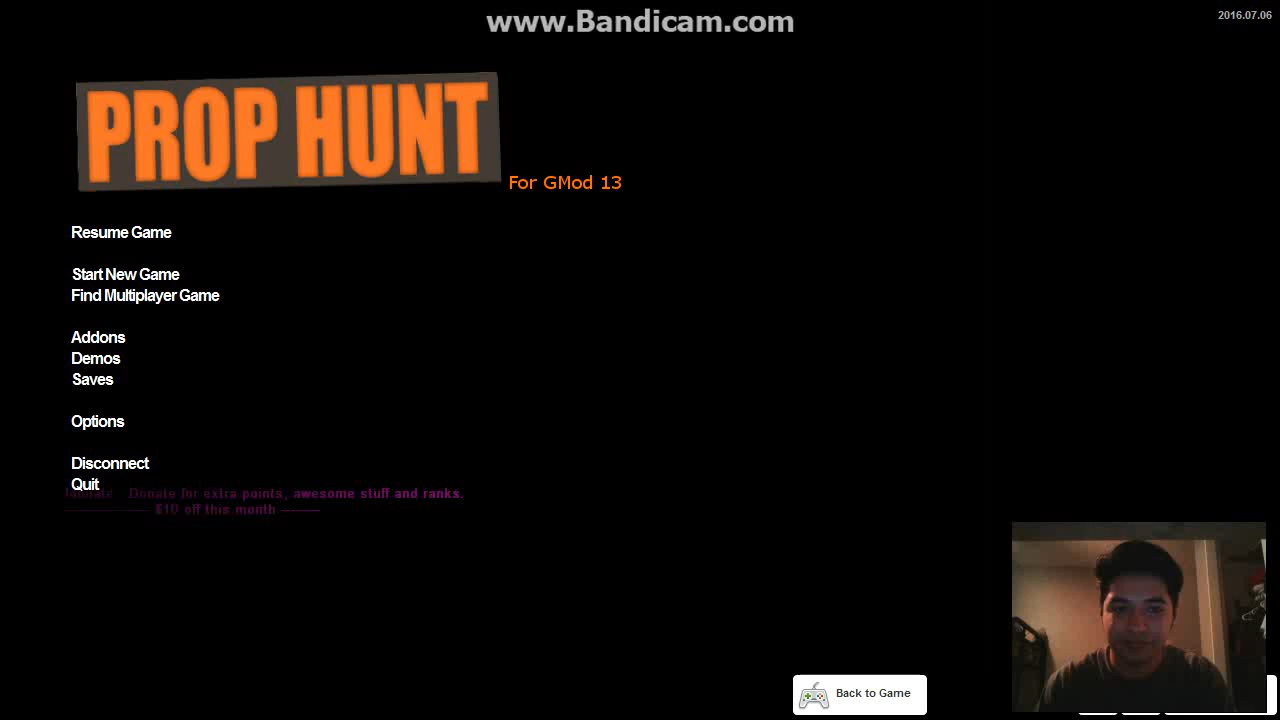 www.Bandicam.com
2016.07.06
PROP HUNT
For GMod 13
Resume Game
Start New Game
Find Multiplayer Game
Addons
Demos
Saves
Options
Disconnect
Quit
Donate for extra points, awesome stuff and ranks.
$10 off this month
Back to Game